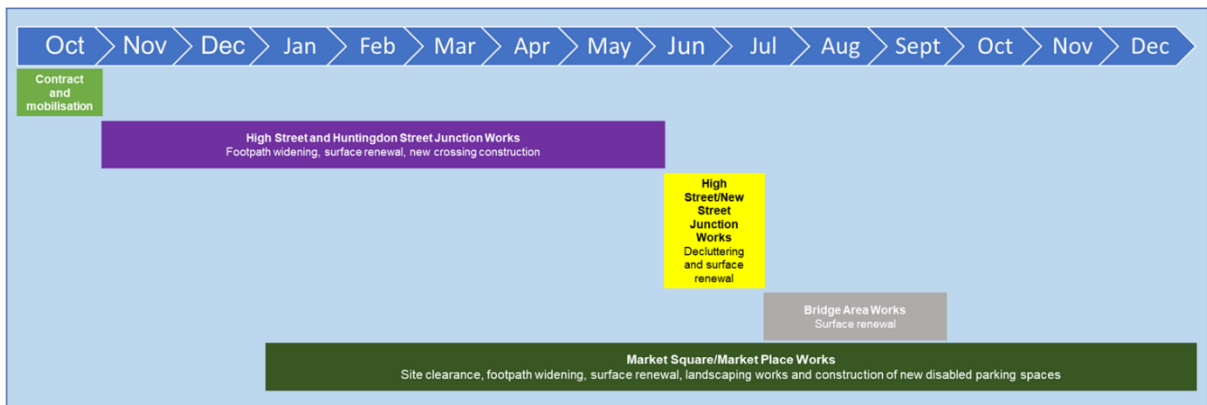 Oct Nov Dec Jan Feb Mar Apr May Jun Jul Aug Sept Oct Nov Dec
Contract
and
mobilisation
High Street and Huntingdon Street Junction Works
Footpath widening, surface renewal, new crossing construction
High
Street/New
Street
Junction
Works
Decluttering
and surface
renewal
Bridge Area Works
Surface renewal
Market Square/Market Place Works
Site clearance, footpath widening, surface renewal, landscaping works and construction of new disabled parking spaces